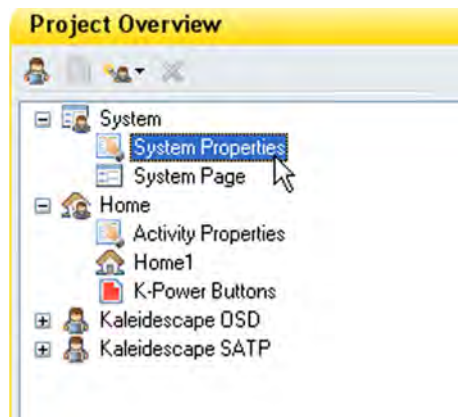 Project Overview
System
System Properties
System Page
Home
Activity Properties
Home1
K-Power Buttons
Kaleidescape OSD
Kaleidescape SATP